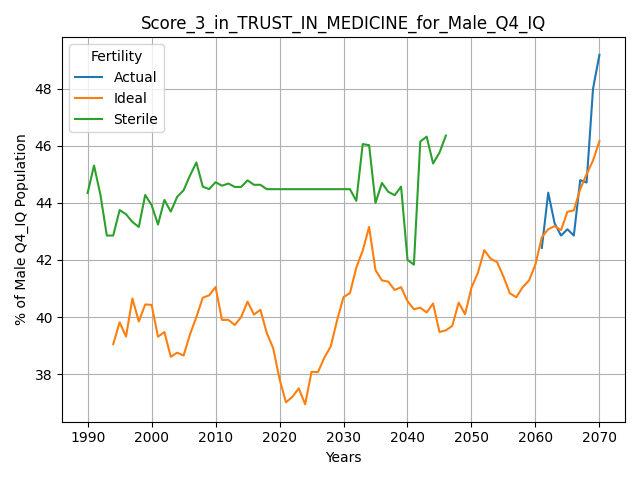 Score_3_in_TRUST_IN_MEDICINE_for_Male_Q4_IQ
Fertility
Actual
Ideal
Sterile
% of Male Q4_IQ Population
48
46
44
42
40
38
1990 2000 2010 2020 2030 2040 2050 2060 2070
Years